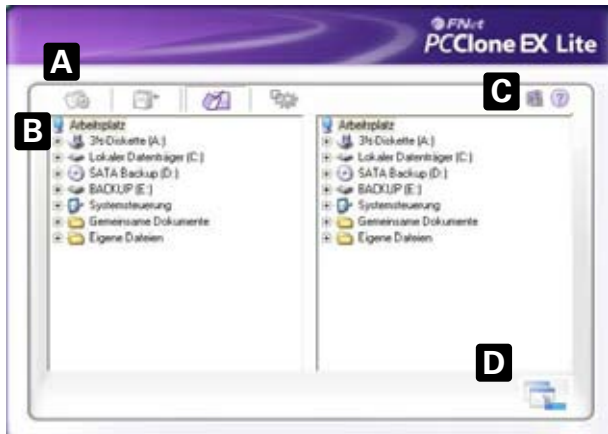 FNet
PCClone EX Lite
A
C
B
Arbeitsplatz
3½-Diskette (A:)
Lokaler Datenträger (C:)
SATA Backup (D:)
BACKUP (E:)
Systemsteuerung
Gemeinsame Dokumente
Eigene Dateien
Arbeitsplatz
3½-Diskette (A:)
Lokaler Datenträger (C:)
SATA Backup (D:)
BACKUP (E:)
Systemsteuerung
Gemeinsame Dokumente
Eigene Dateien
D